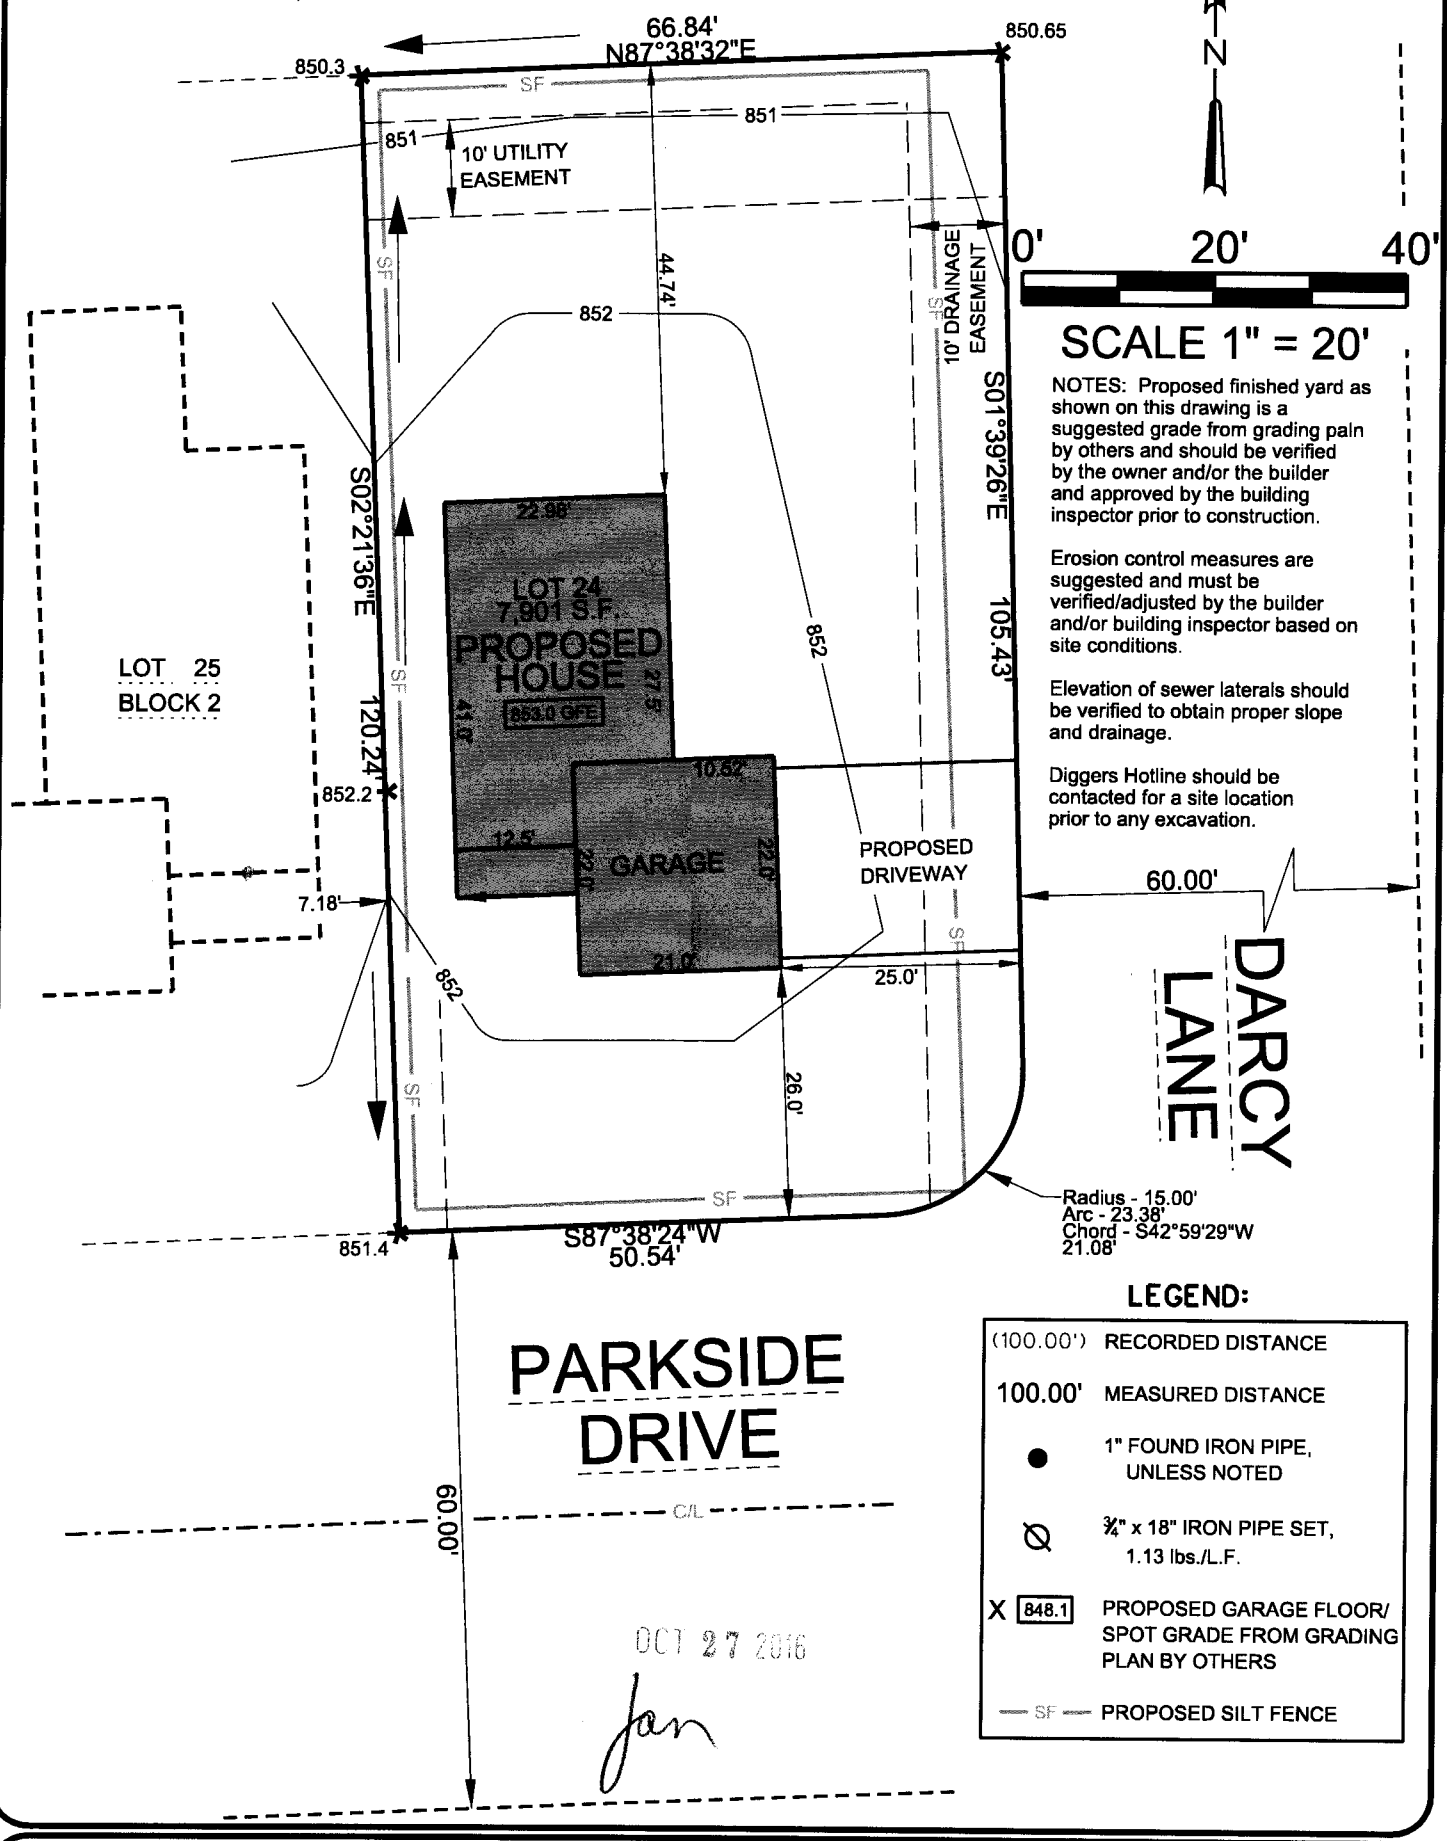 66.84'
N87°38'32"E
850.65
850.3
N
SF
851
851
10' UTILITY
EASEMENT
SF
44.74'
10' DRAINAGE
EASEMENT
SF
0' 20' 40'
SCALE 1" = 20'
852
NOTES: Proposed finished yard as
shown on this drawing is a
suggested grade from grading paln
by others and should be verified
by the owner and/or the builder
and approved by the building
inspector prior to construction.
Erosion control measures are
suggested and must be
verified/adjusted by the builder
and/or building inspector based on
site conditions.
Elevation of sewer laterals should
be verified to obtain proper slope
and drainage.
Diggers Hotline should be
contacted for a site location
prior to any excavation.
S01°39'26"E
105.43'
S02°21'36"E
120.24'
22.98'
LOT 24
7,901 S.F.
PROPOSED
HOUSE
853.0 GFE
27.5'
41.0'
SF
852
LOT 25
BLOCK 2
852.2
10.52'
12.5'
22.0'
GARAGE
22.0'
21.0'
PROPOSED
DRIVEWAY
60.00'
7.18'
SF
852
25.0'
DARCY
LANE
SF
26.0'
SF
Radius - 15.00'
Arc - 23.38'
Chord - S42°59'29"W
21.08'
851.4
S87°38'24"W
50.54'
PARKSIDE
DRIVE
C/L
60.00'
OCT 27 2016
Jan
LEGEND:
(100.00') RECORDED DISTANCE
100.00' MEASURED DISTANCE
1" FOUND IRON PIPE,
UNLESS NOTED
¾" x 18" IRON PIPE SET,
1.13 lbs./L.F.
X 848.1 PROPOSED GARAGE FLOOR/
SPOT GRADE FROM GRADING
PLAN BY OTHERS
SF PROPOSED SILT FENCE